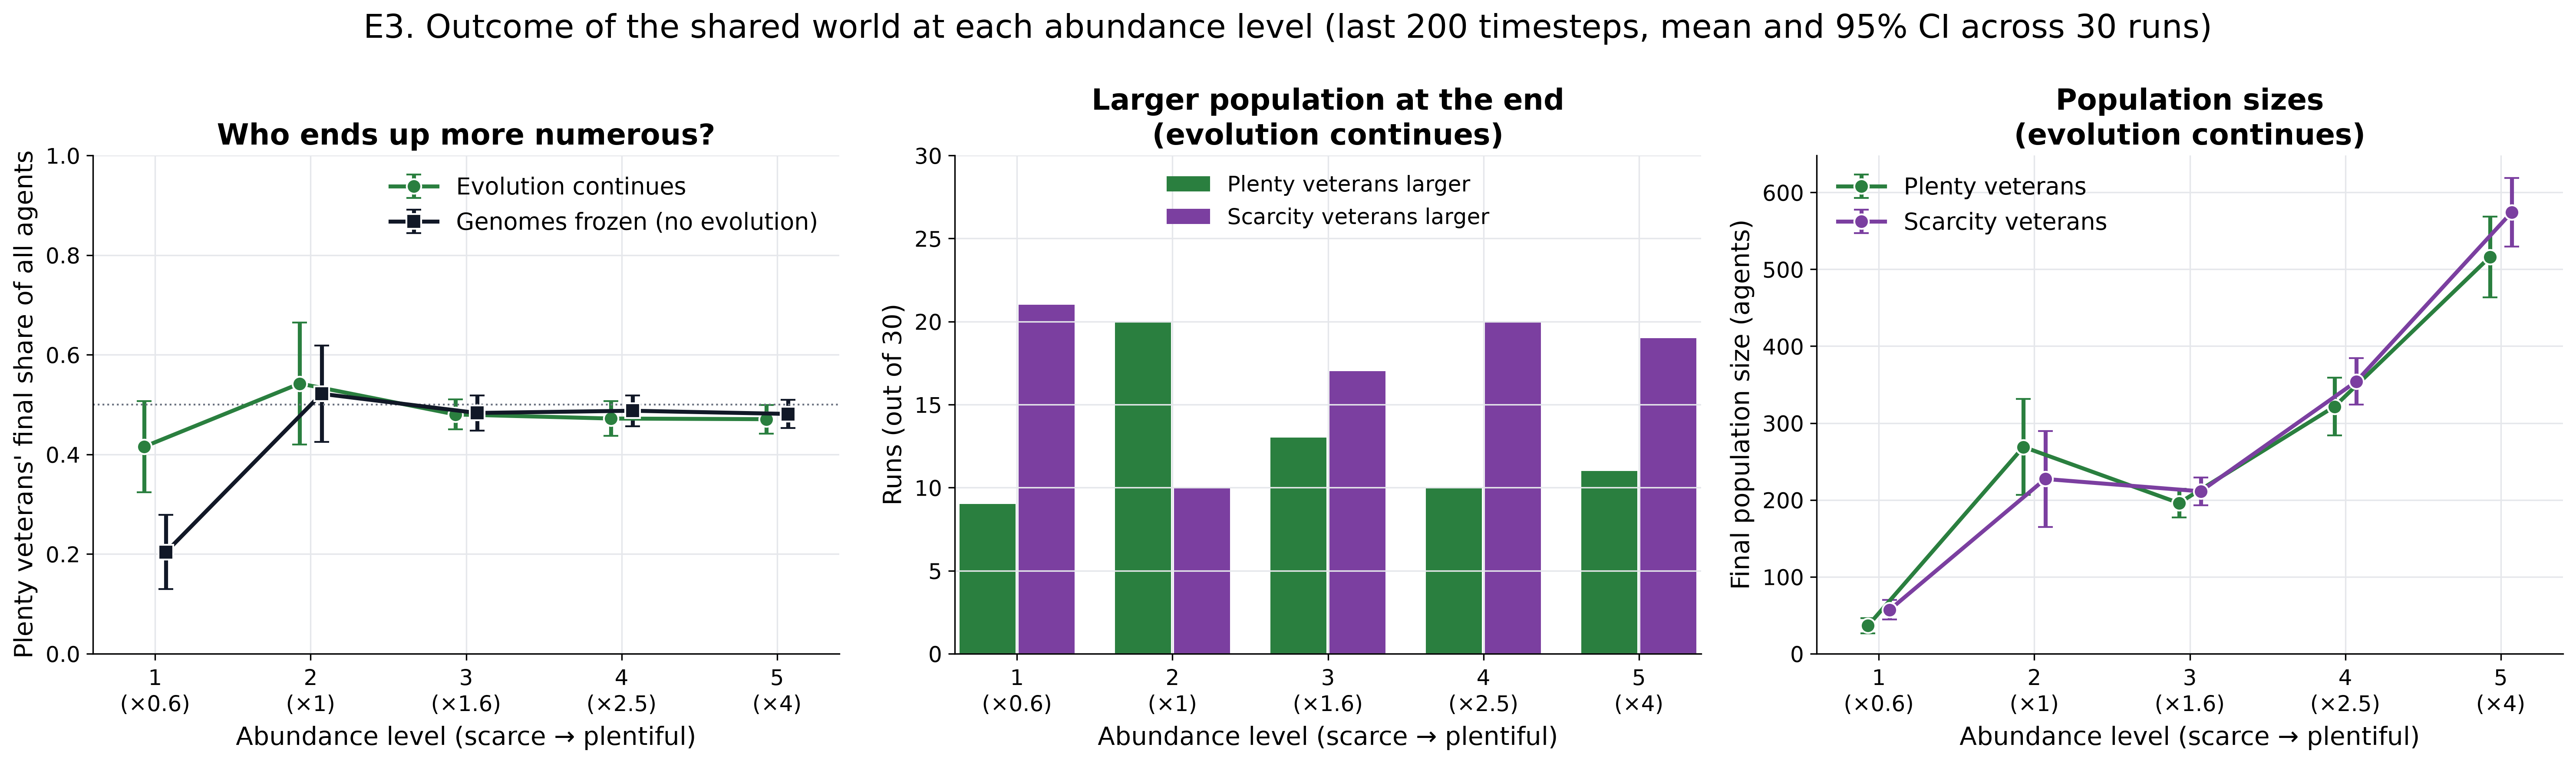 E3. Outcome of the shared world at each abundance level (last 200 timesteps, mean and 95% CI across 30 runs)
Who ends up more numerous?
Plenty veterans' final share of all agents
1.0
0.8
0.6
0.4
0.2
0.0
Evolution continues
Genomes frozen (no evolution)
1 2 3 4 5
(×0.6) (×1) (×1.6) (×2.5) (×4)
Abundance level (scarce → plentiful)
Larger population at the end
(evolution continues)
Runs (out of 30)
30
25
20
15
10
5
0
Plenty veterans larger
Scarcity veterans larger
1 2 3 4 5
(×0.6) (×1) (×1.6) (×2.5) (×4)
Abundance level (scarce → plentiful)
Population sizes
(evolution continues)
Final population size (agents)
600
500
400
300
200
100
0
Plenty veterans
Scarcity veterans
1 2 3 4 5
(×0.6) (×1) (×1.6) (×2.5) (×4)
Abundance level (scarce → plentiful)